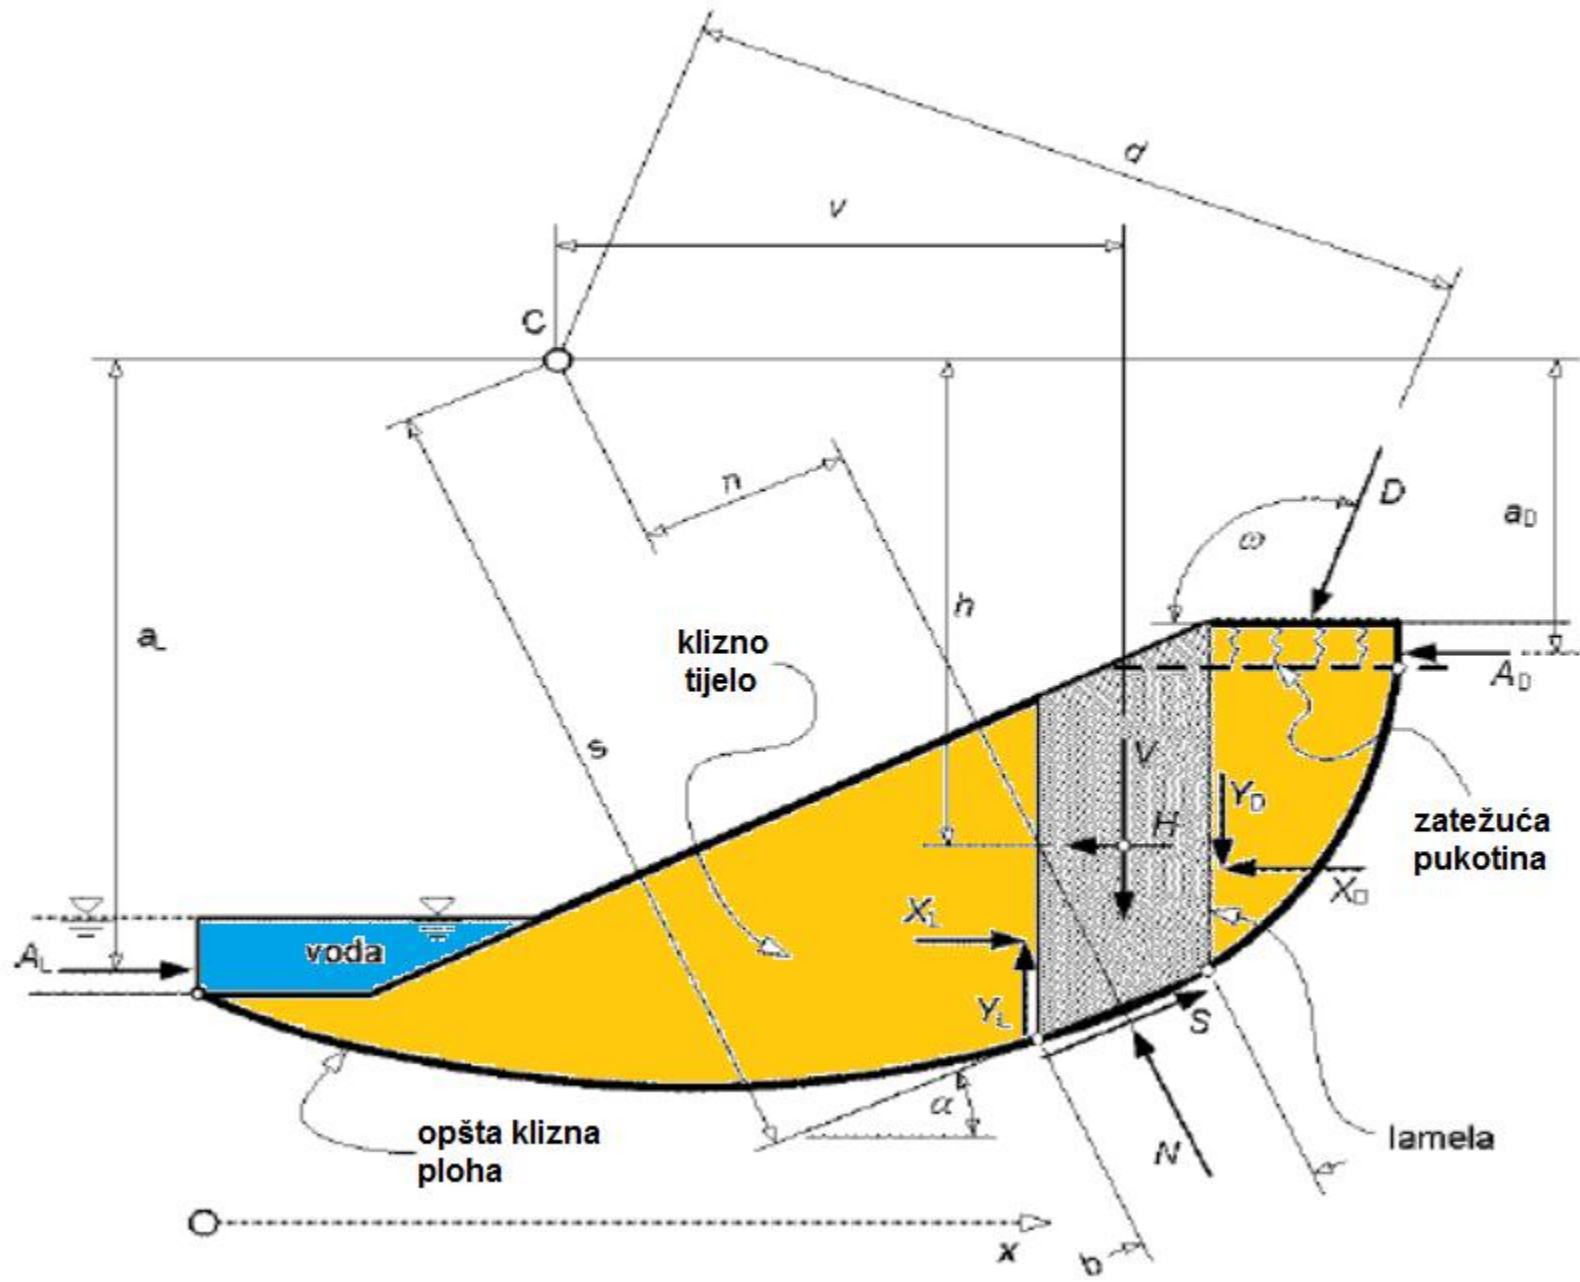 d
v
C
n
D
a_D
ω
h
a_L
klizno
tijelo
A_D
s
V
Y_D
H
zatežuća
pukotina
X_D
X_L
voda
A_L
Y_L
S
α
opšta klizna
ploha
N
lamela
x
b